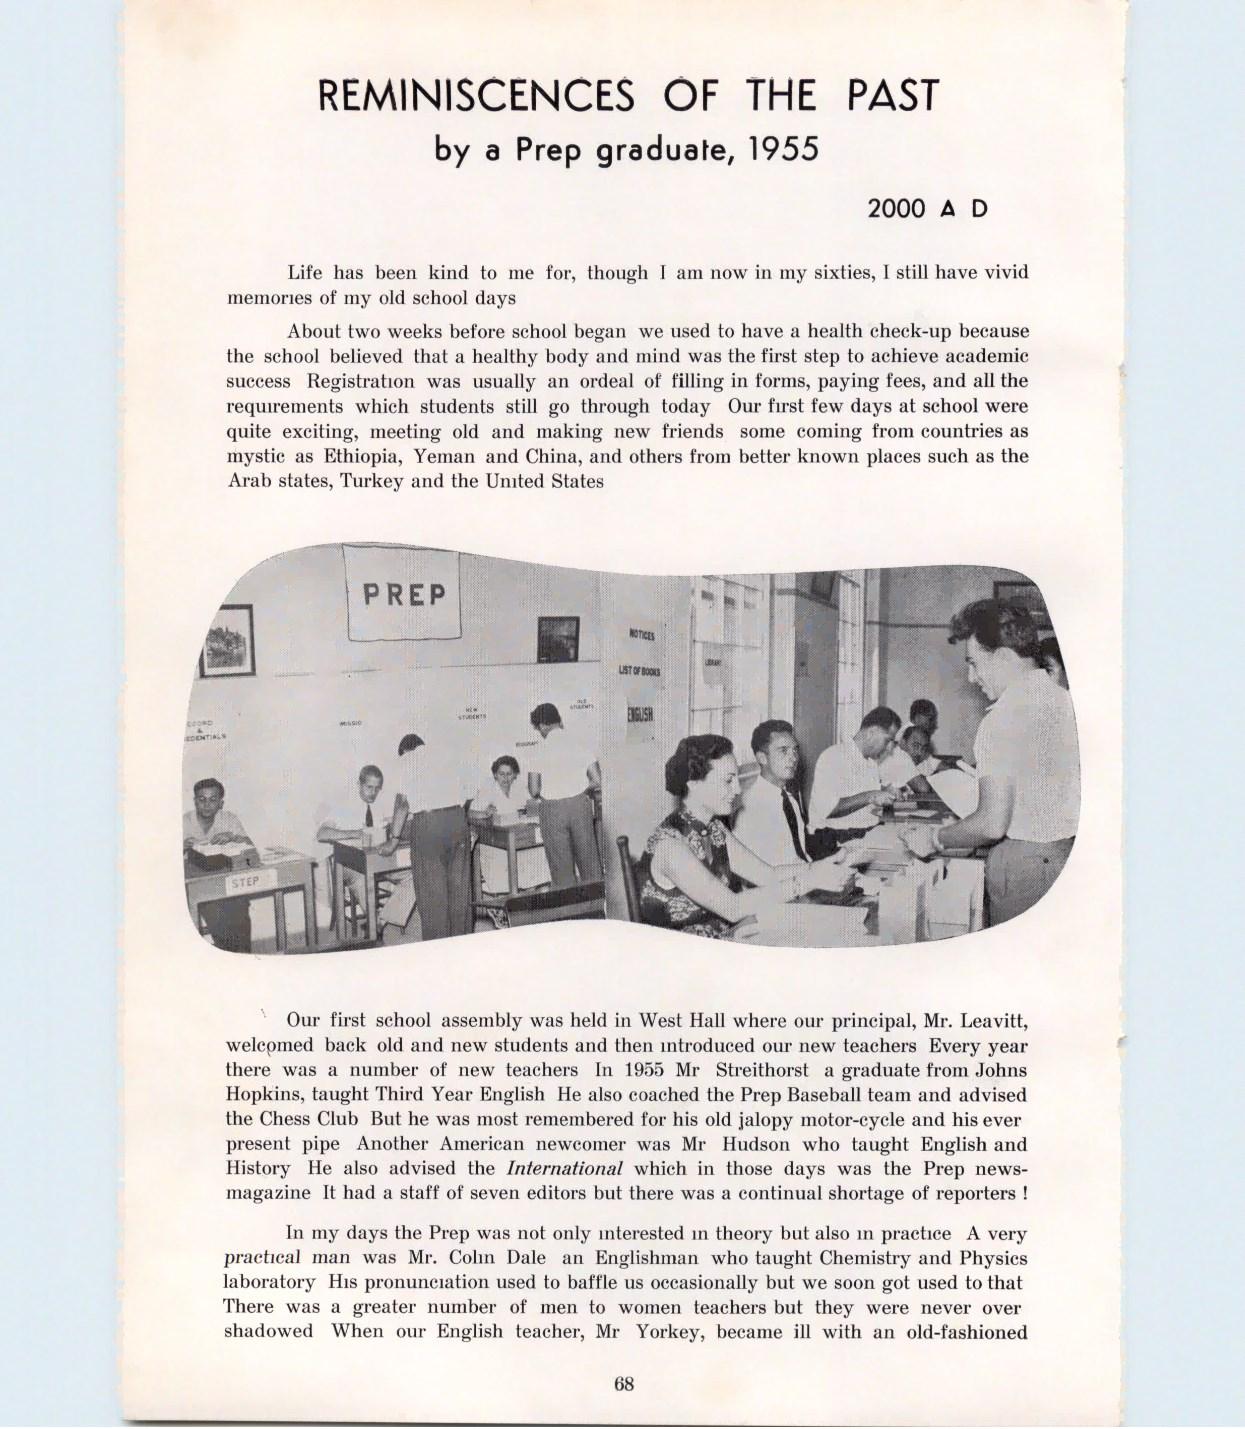 REMINISCENCES OF THE PAST
by a Prep graduate, 1955
2000 A D
Life has been kind to me for, though I am now in my sixties, I still have vivid
memories of my old school days
About two weeks before school began we used to have a health check-up because
the school believed that a healthy body and mind was the first step to achieve academic
success Registration was usually an ordeal of filling in forms, paying fees, and all the
requirements which students still go through today Our first few days at school were
quite exciting, meeting old and making new friends some coming from countries as
mystic as Ethiopia, Yeman and China, and others from better known places such as the
Arab states, Turkey and the United States
PREP
NOTICES
LIST OF BOOKS
LIBRARY
ENGLISH
OLD
STUDENTS
NEW
STUDENTS
&
STEP
Our first school assembly was held in West Hall where our principal, Mr. Leavitt,
welcomed back old and new students and then introduced our new teachers Every year
there was a number of new teachers In 1955 Mr Streithorst a graduate from Johns
Hopkins, taught Third Year English He also coached the Prep Baseball team and advised
the Chess Club But he was most remembered for his old jalopy motor-cycle and his ever
present pipe Another American newcomer was Mr Hudson who taught English and
History He also advised the International which in those days was the Prep news-
magazine It had a staff of seven editors but there was a continual shortage of reporters !
In my days the Prep was not only interested in theory but also in practice A very
practical man was Mr. Colin Dale an Englishman who taught Chemistry and Physics
laboratory His pronunciation used to baffle us occasionally but we soon got used to that
There was a greater number of men to women teachers but they were never over
shadowed When our English teacher, Mr Yorkey, became ill with an old-fashioned
68